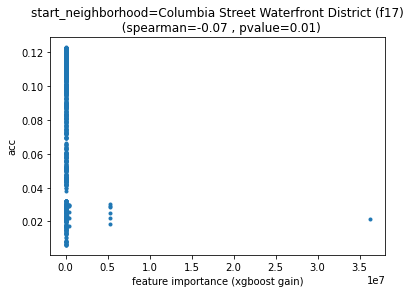 start_neighborhood=Columbia Street Waterfront District (f17)
(spearman=-0.07 , pvalue=0.01)
0.12
0.10
0.08
0.06
0.04
0.02
acc
0.0 0.5 1.0 1.5 2.0 2.5 3.0 3.5
1e7
feature importance (xgboost gain)